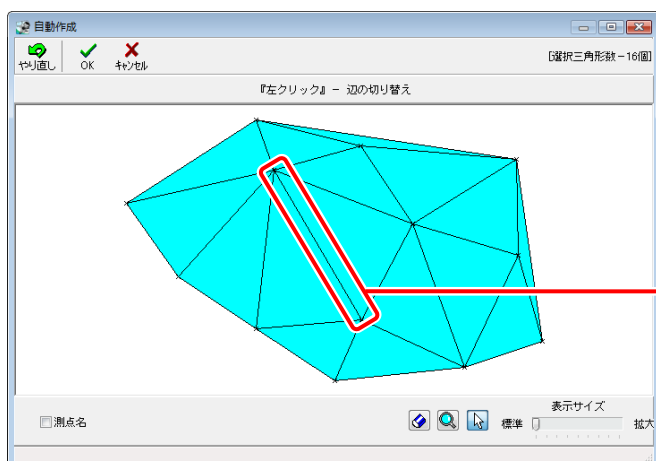 自動作成
やり直し OK キャンセル [選択三角形数－16個]
『左クリック』 － 辺の切り替え
測点名 標準 表示サイズ 拡大